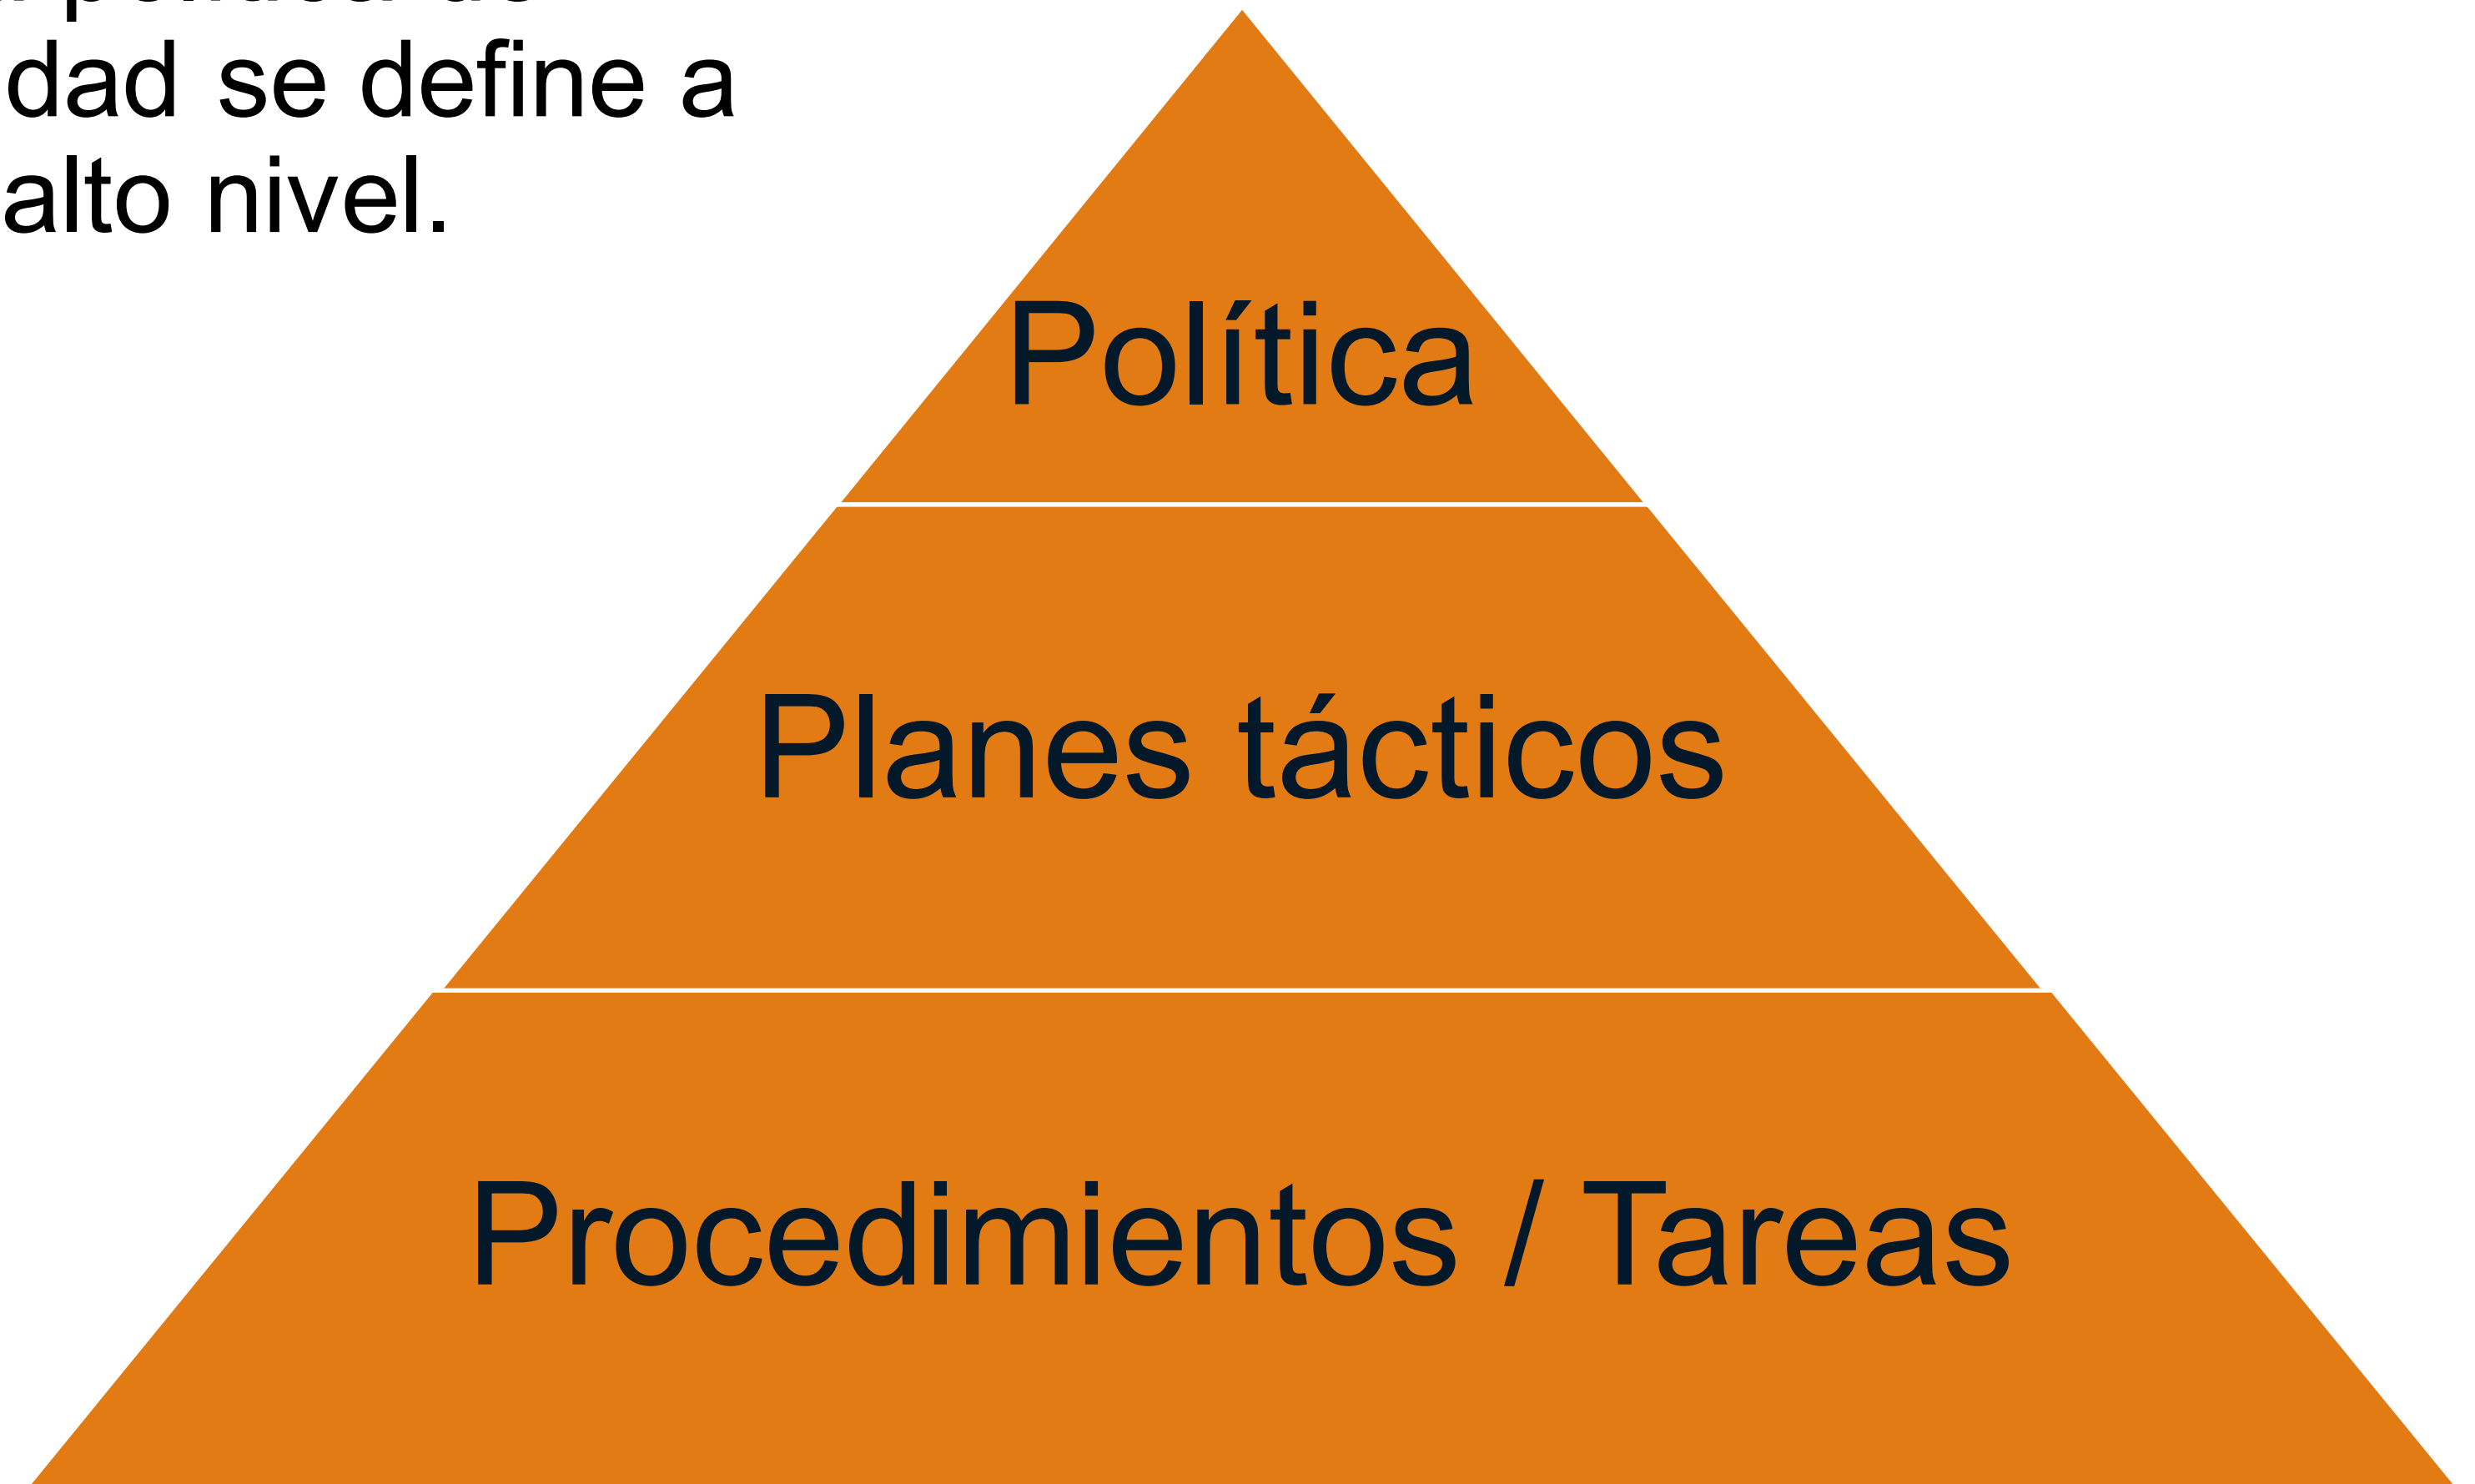 dad se define a
alto nivel.
Política
Planes tácticos
Procedimientos / Tareas